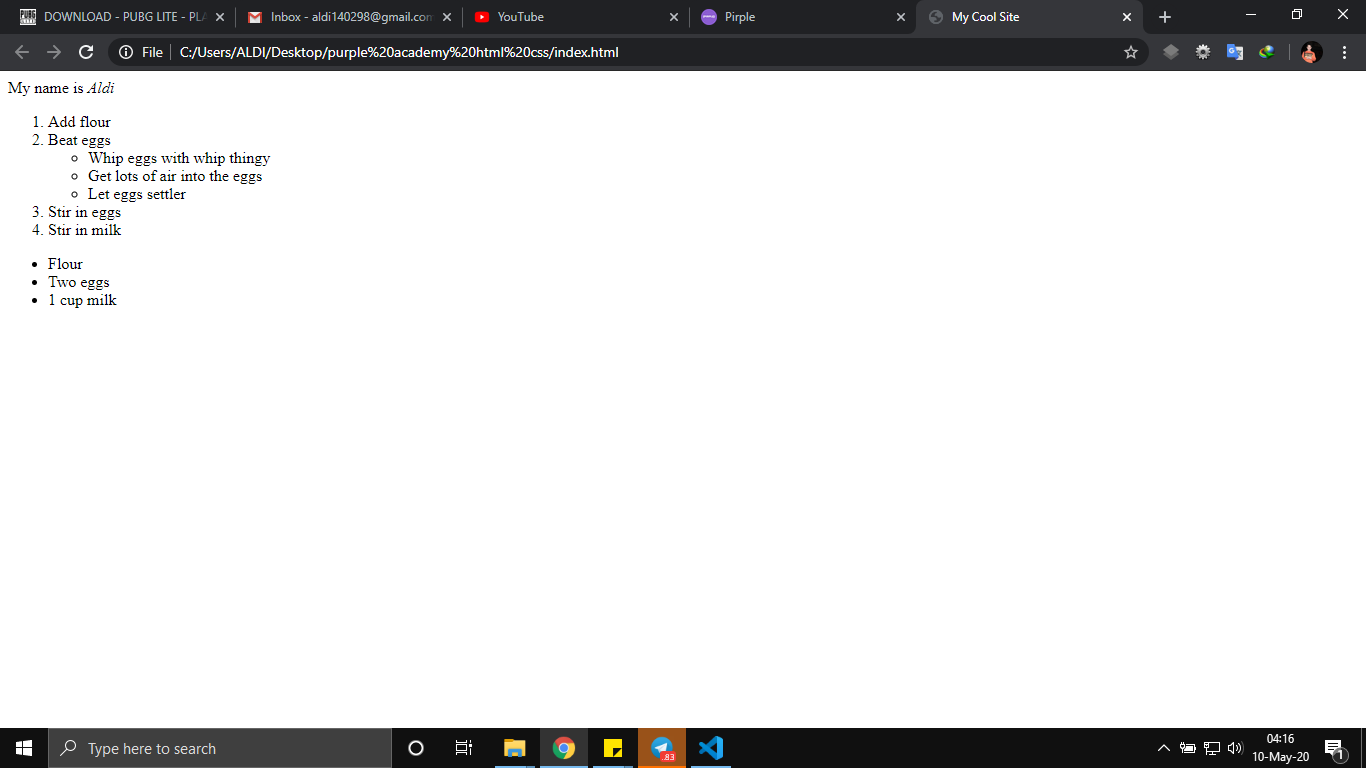 DOWNLOAD - PUBG LITE - PLA
Inbox - aldi140298@gmail.com
YouTube
Pirple
My Cool Site
File
C:/Users/ALDI/Desktop/purple%20academy%20html%20css/index.html
My name is Aldi
1. Add flour
2. Beat eggs
Whip eggs with whip thingy
Get lots of air into the eggs
Let eggs settler
3. Stir in eggs
4. Stir in milk
Flour
Two eggs
1 cup milk
Type here to search
83
04:16
10-May-20
1